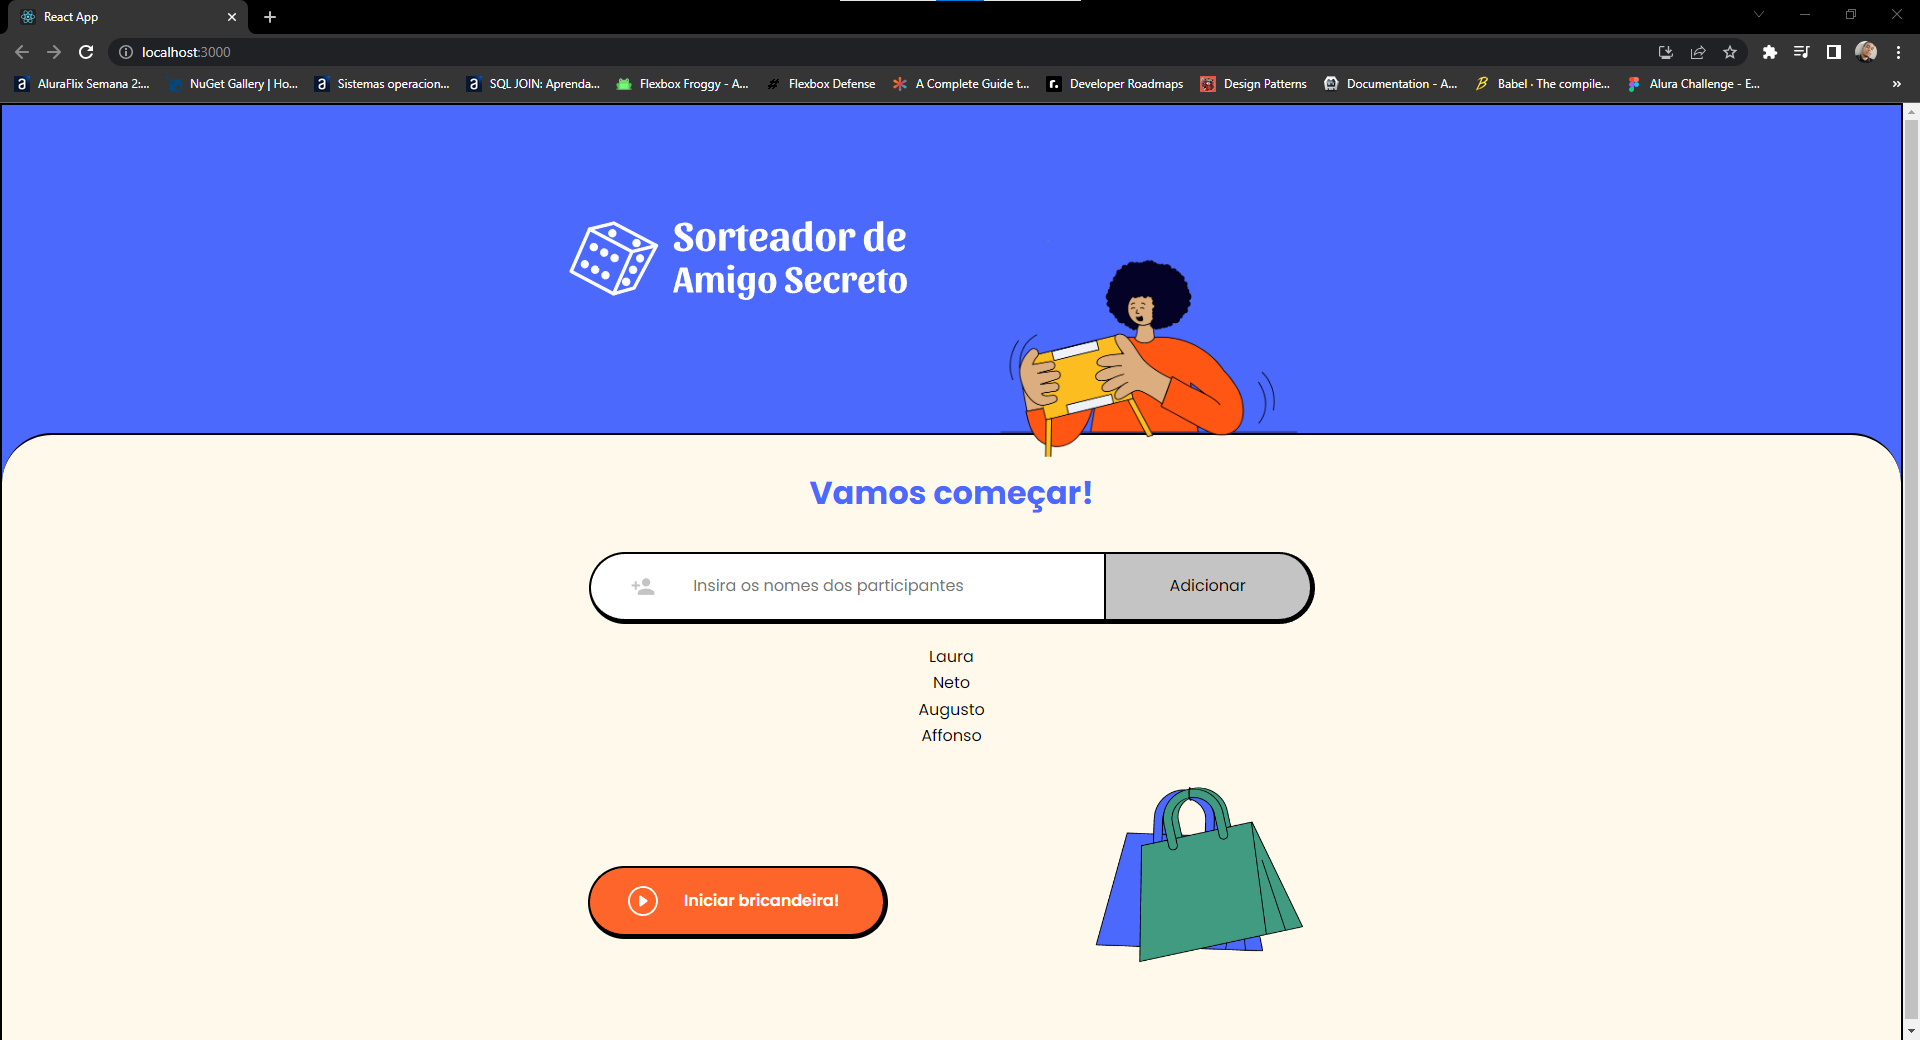 React App
localhost:3000
AluraFlix Semana 2:... NuGet Gallery | Ho... Sistemas operacion... SQL JOIN: Aprenda... Flexbox Froggy - A... Flexbox Defense A Complete Guide t... Developer Roadmaps Design Patterns Documentation - A... Babel · The compile... Alura Challenge - E...
Sorteador de
Amigo Secreto
Vamos começar!
Insira os nomes dos participantes Adicionar
Laura
Neto
Augusto
Affonso
Iniciar bricandeira!